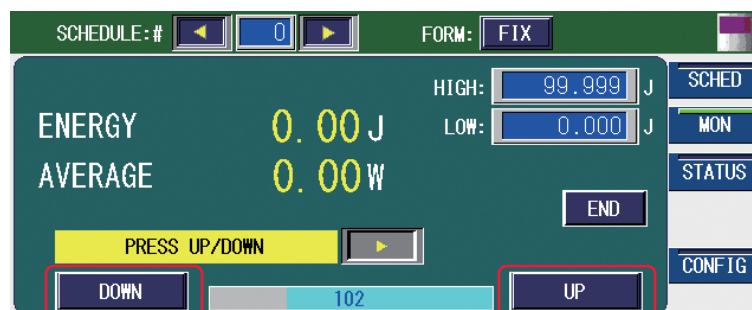 SCHEDULE:# 0 FORM: FIX
HIGH: 99.999 J
SCHED
ENERGY 0.00 J
LOW: 0.000 J
MON
AVERAGE 0.00 W
STATUS
END
PRESS UP/DOWN
CONFIG
DOWN 102 UP